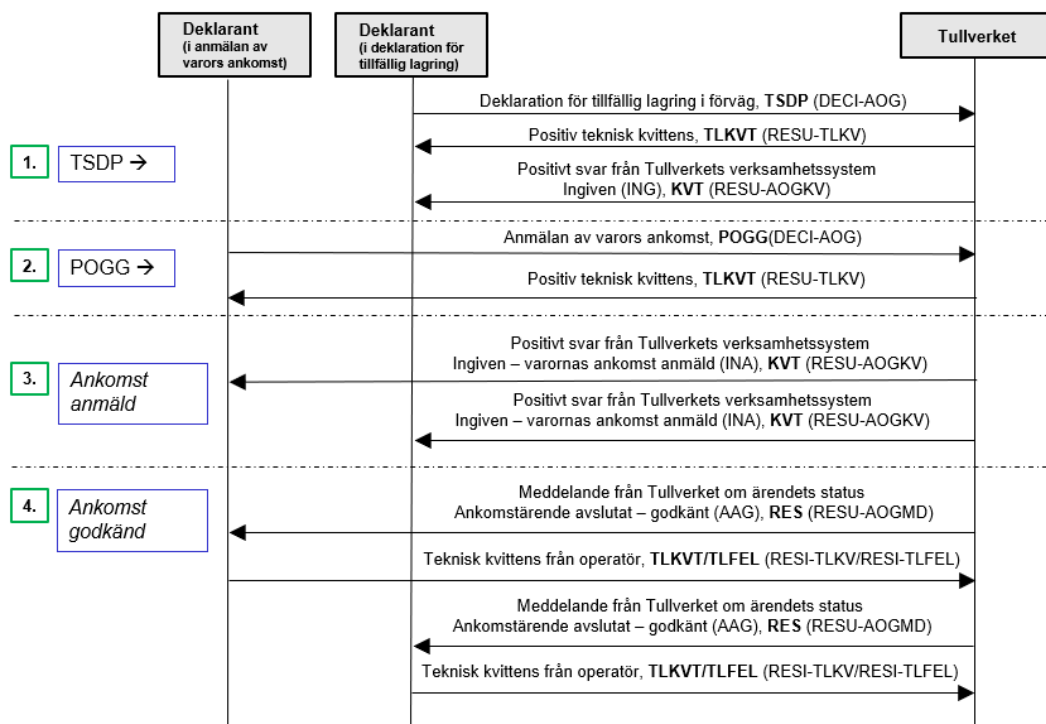 Deklarant
(i anmälan av
varors ankomst)
Deklarant
(i deklaration för
tillfällig lagring)
Tullverket
Deklaration för tillfällig lagring i förväg, TSDP (DECI-AOG)
Positiv teknisk kvittens, TLKVT (RESU-TLKV)
1.
TSDP →
Positivt svar från Tullverkets verksamhetssystem
Ingiven (ING), KVT (RESU-AOGKV)
Anmälan av varors ankomst, POGG(DECI-AOG)
2.
POGG →
Positiv teknisk kvittens, TLKVT (RESU-TLKV)
Positivt svar från Tullverkets verksamhetssystem
Ingiven – varornas ankomst anmäld (INA), KVT (RESU-AOGKV)
3.
Ankomst
anmäld
Positivt svar från Tullverkets verksamhetssystem
Ingiven – varornas ankomst anmäld (INA), KVT (RESU-AOGKV)
4.
Ankomst
godkänd
Meddelande från Tullverket om ärendets status
Ankomstärende avslutat – godkänt (AAG), RES (RESU-AOGMD)
Teknisk kvittens från operatör, TLKVT/TLFEL (RESI-TLKV/RESI-TLFEL)
Meddelande från Tullverket om ärendets status
Ankomstärende avslutat – godkänt (AAG), RES (RESU-AOGMD)
Teknisk kvittens från operatör, TLKVT/TLFEL (RESI-TLKV/RESI-TLFEL)